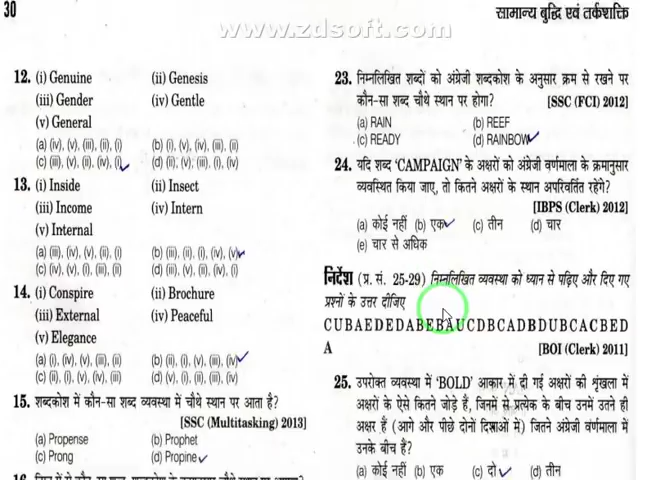 30
सामान्य बुद्धि एवं तर्कशक्ति
www.zdsoft.com
12. (i) Genuine (ii) Genesis
(iii) Gender (iv) Gentle
(v) General
(a) (iv), (v), (iii), (ii), (i) (b) (i), (v), (iv), (iii), (ii)
(c) (iii), (v), (ii), (iv), (i) (d) (ii), (v), (iii), (i), (iv)
13. (i) Inside (ii) Insect
(iii) Income (iv) Intern
(v) Internal
(a) (iii), (iv), (v), (ii), (i) (b) (iii), (ii), (i), (iv), (v)
(c) (iv), (v), (i), (iii), (ii) (d) (iii), (v), (ii), (iv), (i)
14. (i) Conspire (ii) Brochure
(iii) External (iv) Peaceful
(v) Elegance
(a) (i), (iv), (v), (ii), (iii) (b) (ii), (i), (v), (iii), (iv)
(c) (ii), (i), (v), (iv), (iii) (d) (v), (i), (ii), (iii), (iv)
15. शब्दकोश में कौन-सा शब्द व्यवस्था में चौथे स्थान पर आता है?
[SSC (Multitasking) 2013]
(a) Propense (b) Prophet
(c) Prong (d) Propine
23. निम्नलिखित शब्दों को अंग्रेजी शब्दकोश के अनुसार क्रम से रखने पर
कौन-सा शब्द चौथे स्थान पर होगा? [SSC (FCI) 2012]
(a) RAIN (b) REEF
(c) READY (d) RAINBOW
24. यदि शब्द 'CAMPAIGN' के अक्षरों को अंग्रेजी वर्णमाला के क्रमानुसार
व्यवस्थित किया जाए, तो कितने अक्षरों के स्थान अपरिवर्तित रहेंगे?
[IBPS (Clerk) 2012]
(a) कोई नहीं (b) एक (c) तीन (d) चार
(e) चार से अधिक
निर्देश (प्र. सं. 25-29) निम्नलिखित व्यवस्था को ध्यान से पढ़िए और दिए गए
प्रश्नों के उत्तर दीजिए
CUBAEDEDABEBAUCDBCADBDUBCACBED
A [BOI (Clerk) 2011]
25. उपरोक्त व्यवस्था में 'BOLD' आकार में दी गई अक्षरों की शृंखला में
अक्षरों के ऐसे कितने जोड़े हैं, जिनमें से प्रत्येक के बीच उनमें उतने ही
अक्षर हैं (आगे और पीछे दोनों दिशाओं में) जितने अंग्रेजी वर्णमाला में
उनके बीच हैं?
(a) कोई नहीं (b) एक (c) दो (d) तीन